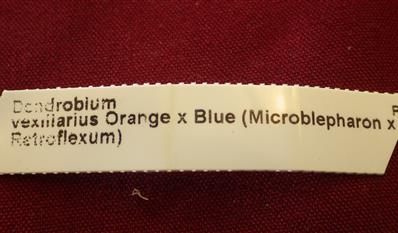 Dendrobium
vexillarius Orange x Blue (Microblepharon x
Retroflexum)